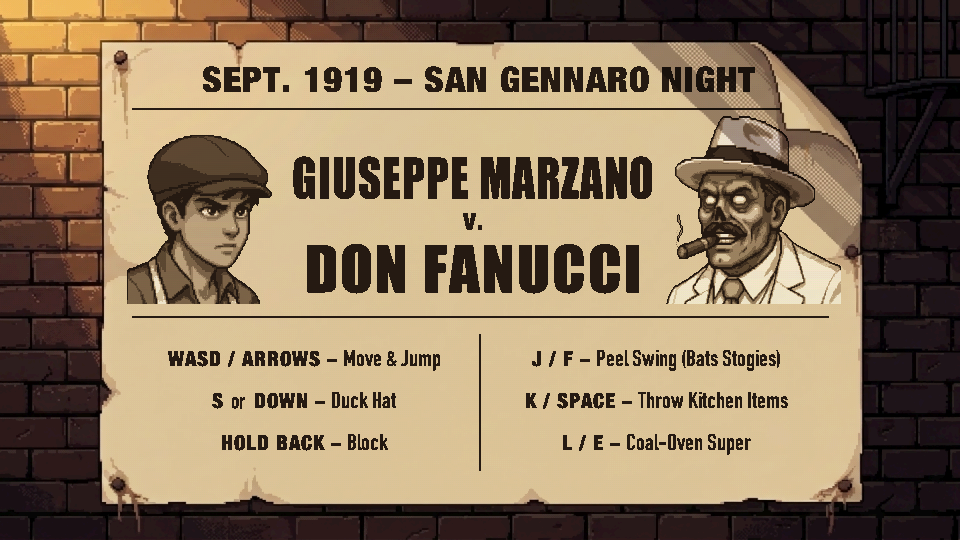 SEPT. 1919 – SAN GENNARO NIGHT
GIUSEPPE MARZANO
v.
DON FANUCCI
WASD / ARROWS – Move & Jump
S or DOWN – Duck Hat
HOLD BACK – Block
J / F – Peel Swing (Bats Stogies)
K / SPACE – Throw Kitchen Items
L / E – Coal-Oven Super